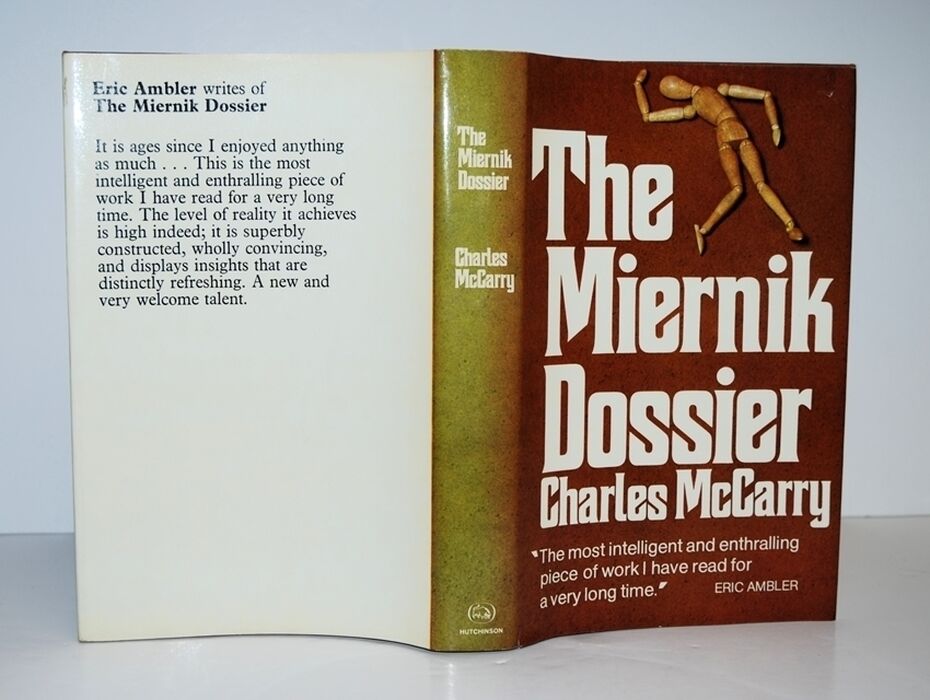 Eric Ambler writes of
The Miernik Dossier
It is ages since I enjoyed anything
as much . . . This is the most
intelligent and enthralling piece of
work I have read for a very long
time. The level of reality it achieves
is high indeed; it is superbly
constructed, wholly convincing,
and displays insights that are
distinctly refreshing. A new and
very welcome talent.
The
Miernik
Dossier
Charles
McCarry
HUTCHINSON
The
Miernik
Dossier
Charles McCarry
"The most intelligent and enthralling
piece of work I have read for
a very long time." ERIC AMBLER